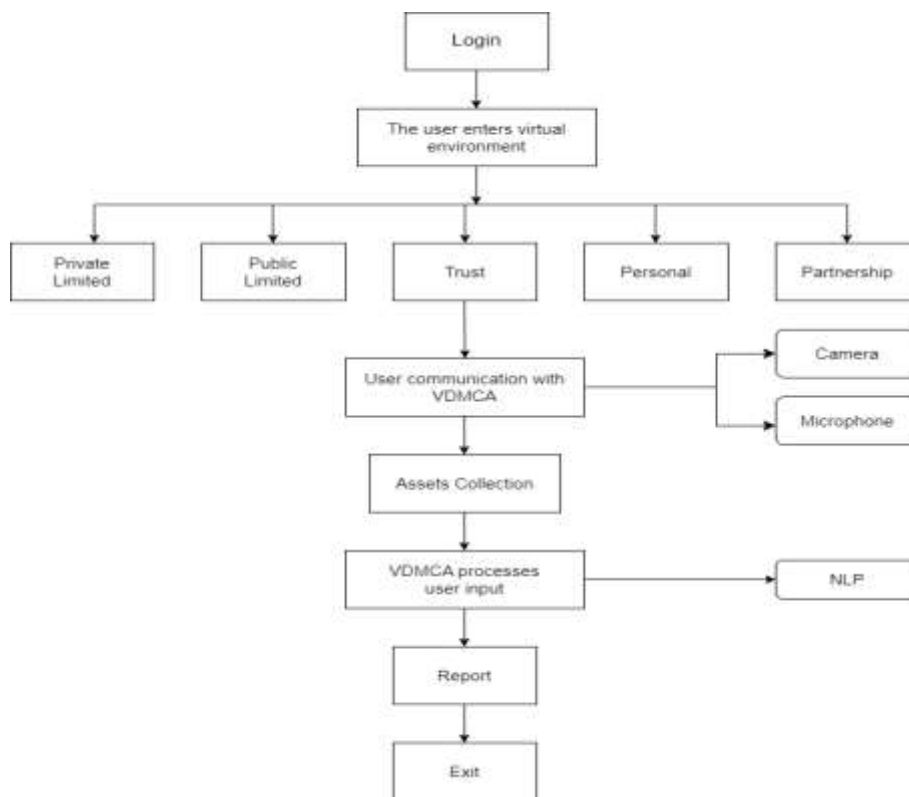 Login
The user enters virtual
environment
Private
Limited
Public
Limited
Trust
Personal
Partnership
User communication with
VDMCA
Camera
Microphone
Assets Collection
VDMCA processes
user input
NLP
Report
Exit